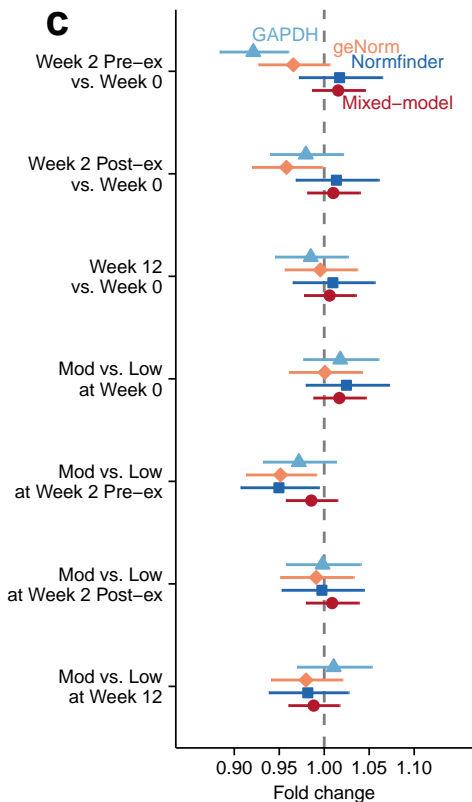 C
GAPDH
geNorm
Normfinder
Mixed−model
Week 2 Pre−ex
vs. Week 0
Week 2 Post−ex
vs. Week 0
Week 12
vs. Week 0
Mod vs. Low
at Week 0
Mod vs. Low
at Week 2 Pre−ex
Mod vs. Low
at Week 2 Post−ex
Mod vs. Low
at Week 12
0.90 0.95 1.00 1.05 1.10
Fold change